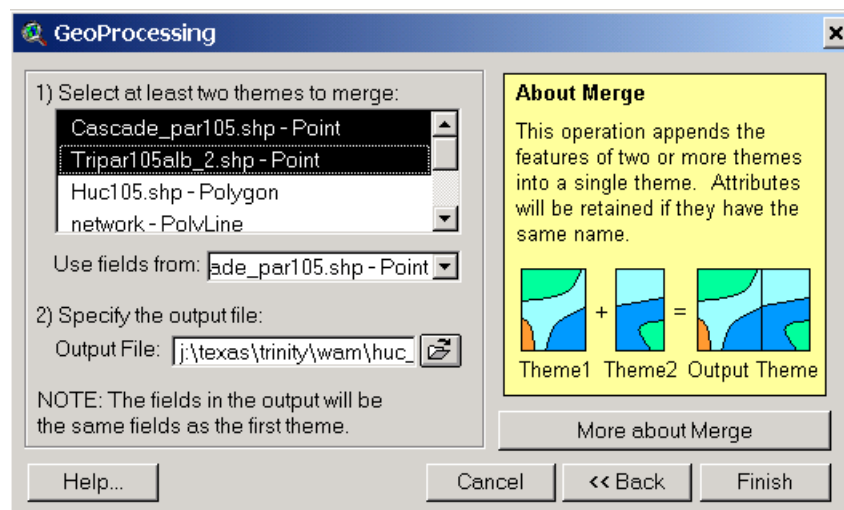 GeoProcessing
1) Select at least two themes to merge:
Cascade_par105.shp - Point
Tripar105alb_2.shp - Point
Huc105.shp - Polygon
network - PolyLine
Use fields from: ade_par105.shp - Point
2) Specify the output file:
Output File: j:\texas\trinity\wam\huc_
NOTE: The fields in the output will be
the same fields as the first theme.
About Merge
This operation appends the
features of two or more themes
into a single theme. Attributes
will be retained if they have the
same name.
+ =
Theme1 Theme2 Output Theme
More about Merge
Help... Cancel << Back Finish